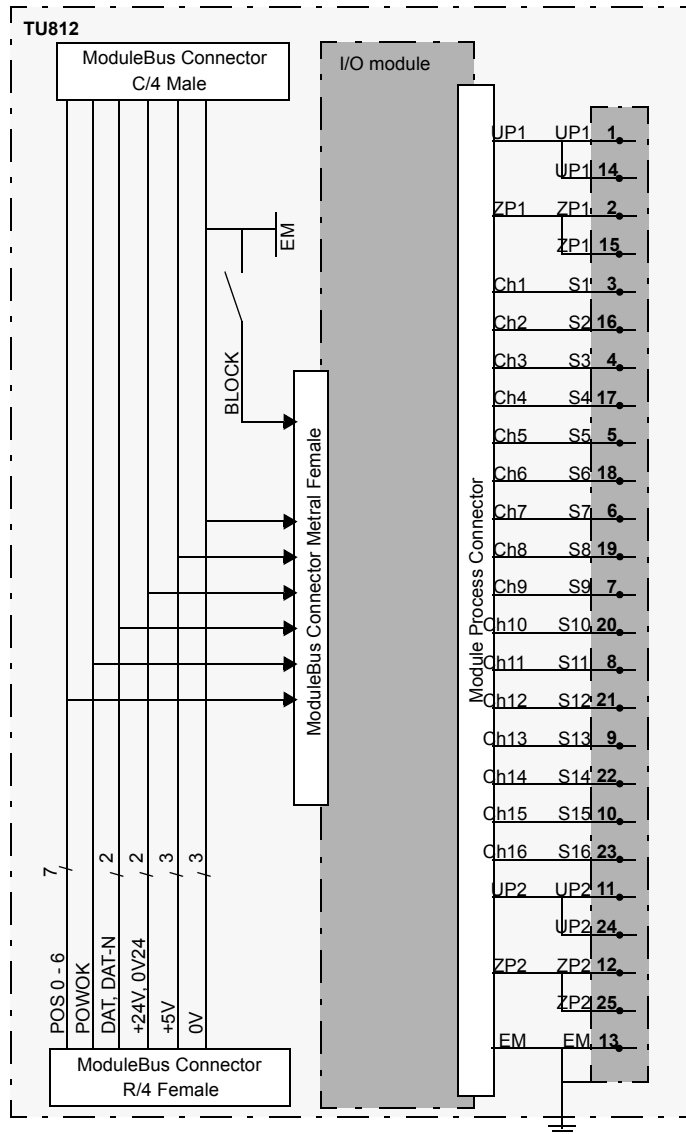 TU812
ModuleBus Connector
C/4 Male
I/O module
EM
BLOCK
ModuleBus Connector Metral Female
Module Process Connector
UP1 UP1 1
UP1 14
ZP1 ZP1 2
ZP1 15
Ch1 S1 3
Ch2 S2 16
Ch3 S3 4
Ch4 S4 17
Ch5 S5 5
Ch6 S6 18
Ch7 S7 6
Ch8 S8 19
Ch9 S9 7
Ch10 S10 20
Ch11 S11 8
Ch12 S12 21
Ch13 S13 9
Ch14 S14 22
Ch15 S15 10
Ch16 S16 23
UP2 UP2 11
UP2 24
ZP2 ZP2 12
ZP2 25
EM EM 13
7 2 2 3 3
POS 0 - 6
POWOK
DAT, DAT-N
+24V, 0V24
+5V
0V
ModuleBus Connector
R/4 Female